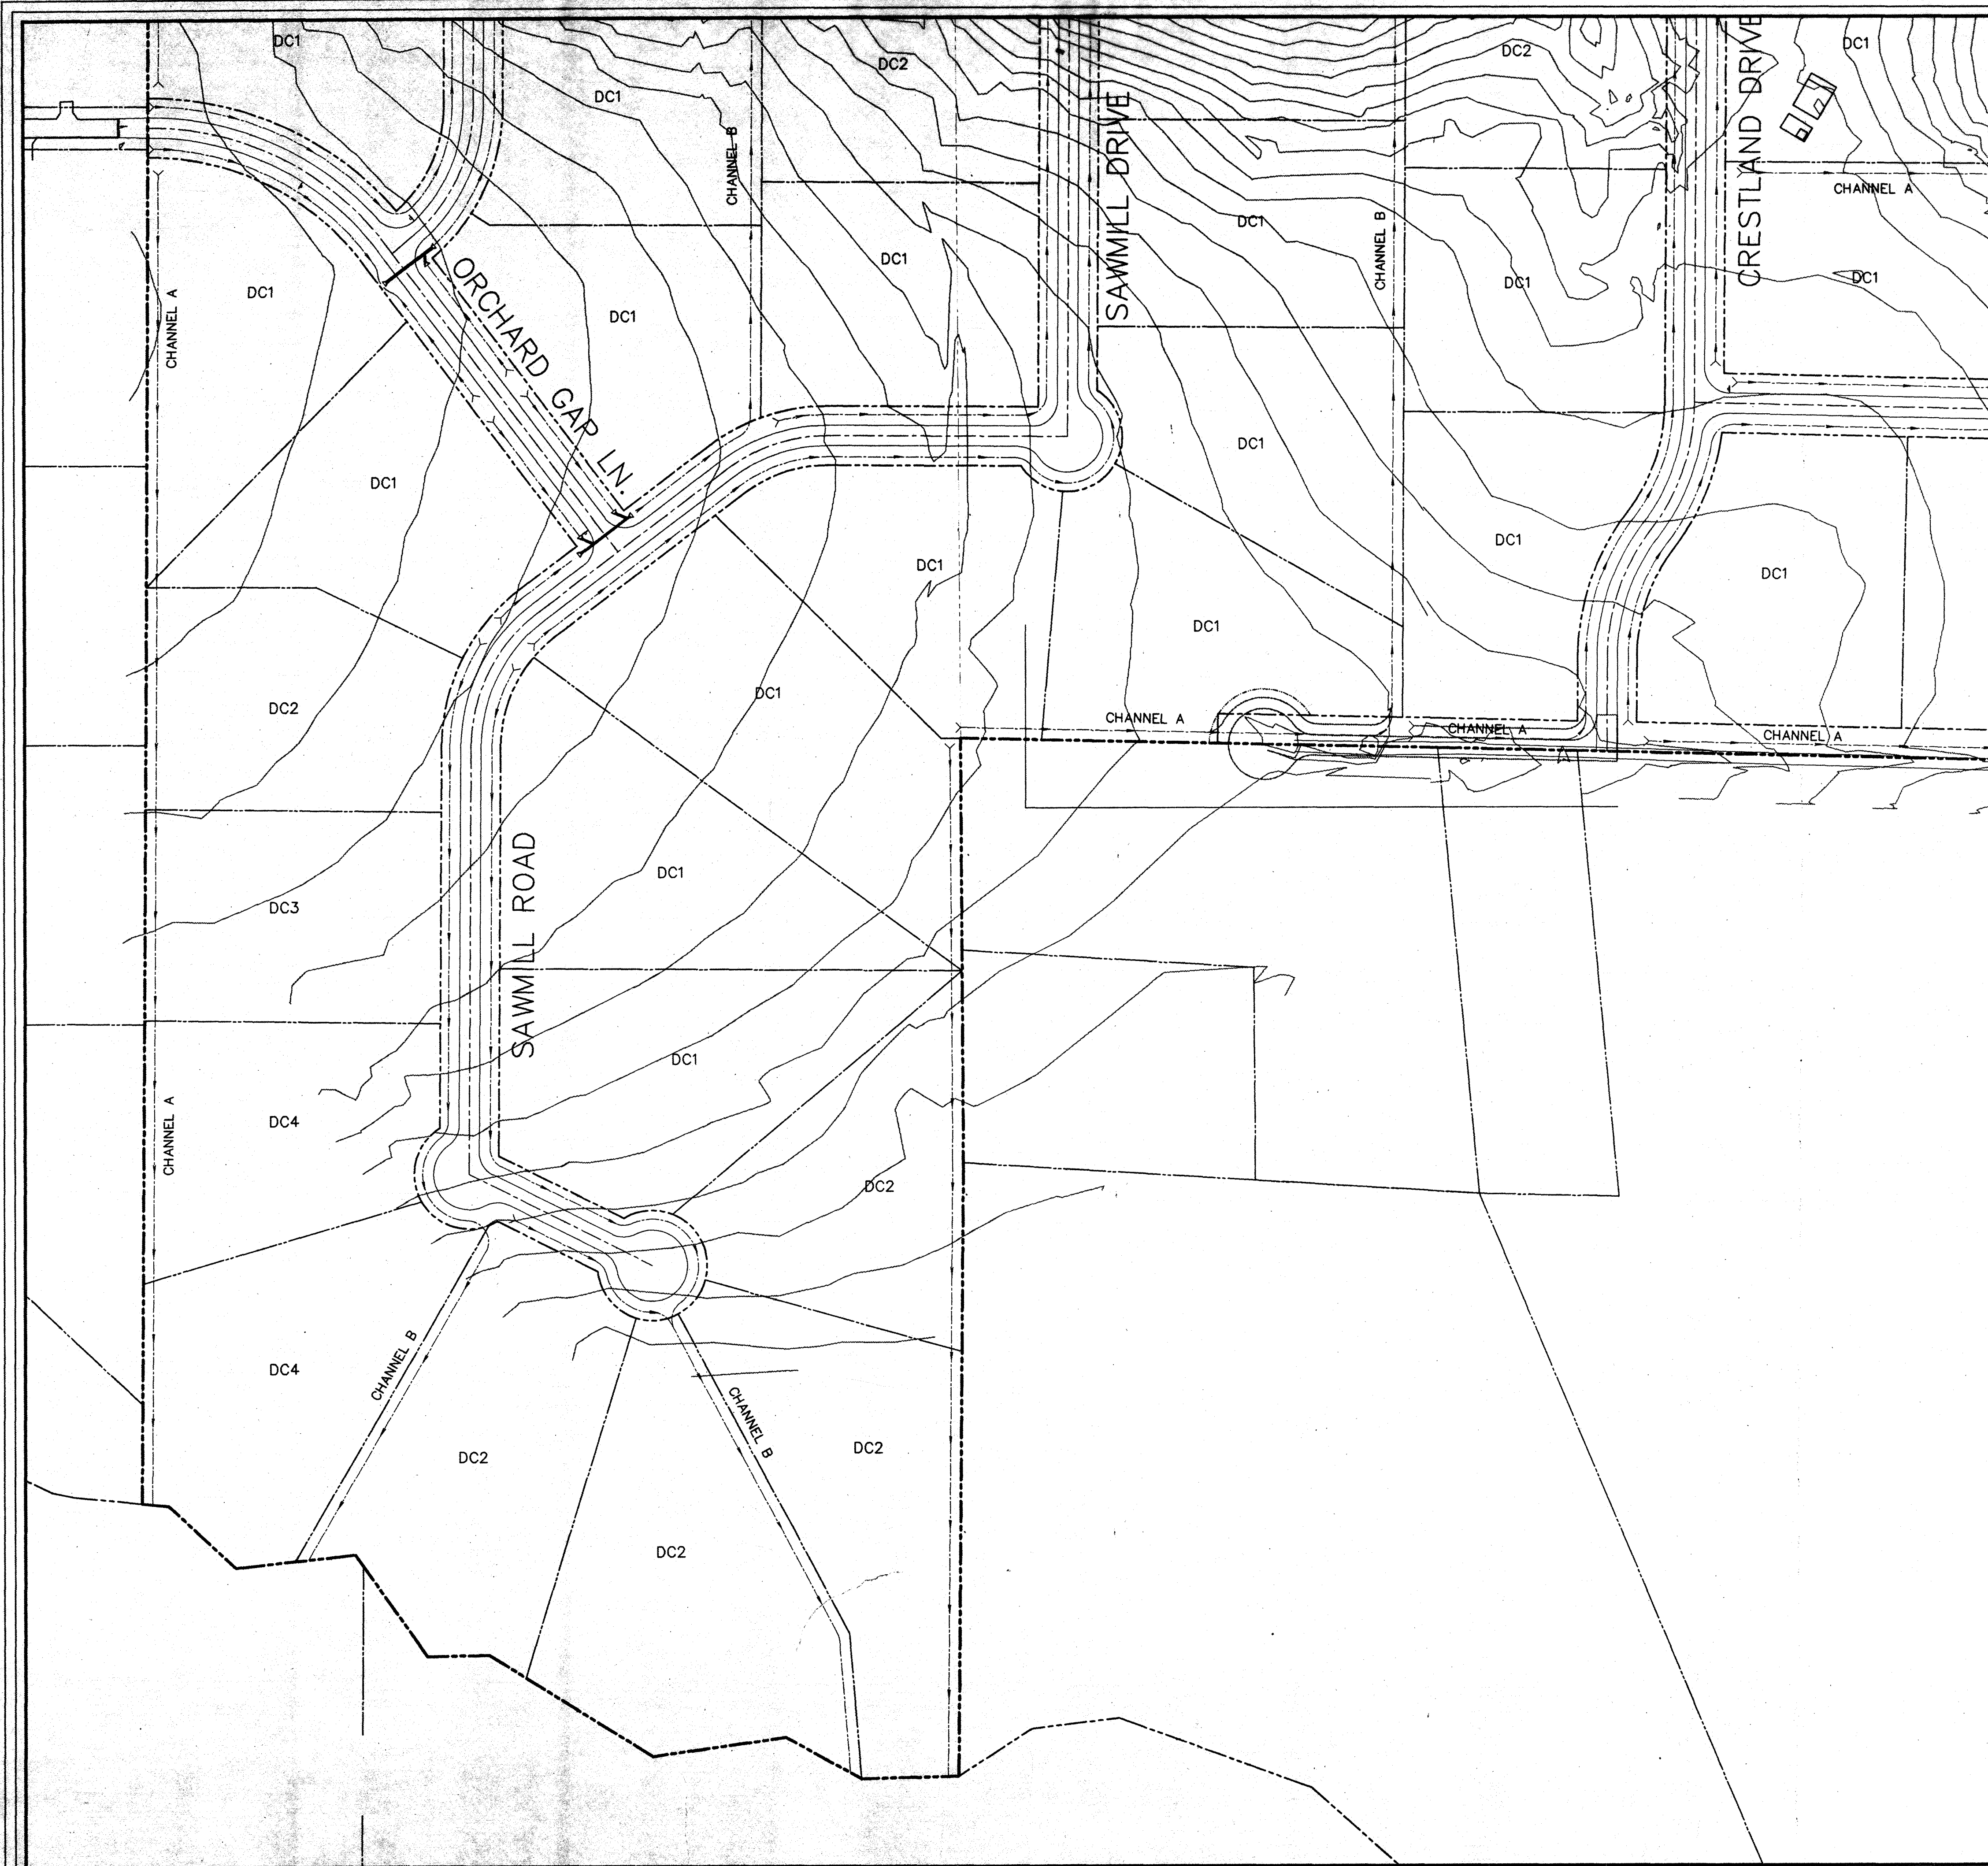 DC1
DC1
DC2
DC2
DC1
CHANNEL B
SAWMILL DRIVE
CRESTLAND DRIVE
CHANNEL A
DC1
CHANNEL A
ORCHARD GAP LN.
DC1
DC1
DC1
CHANNEL B
DC1
DC1
DC1
DC1
DC1
DC1
DC1
DC1
DC2
DC1
CHANNEL A
CHANNEL A
CHANNEL A
SAWMILL ROAD
DC1
DC3
DC1
CHANNEL A
DC4
DC2
CHANNEL B
DC4
CHANNEL B
DC2
DC2
DC2